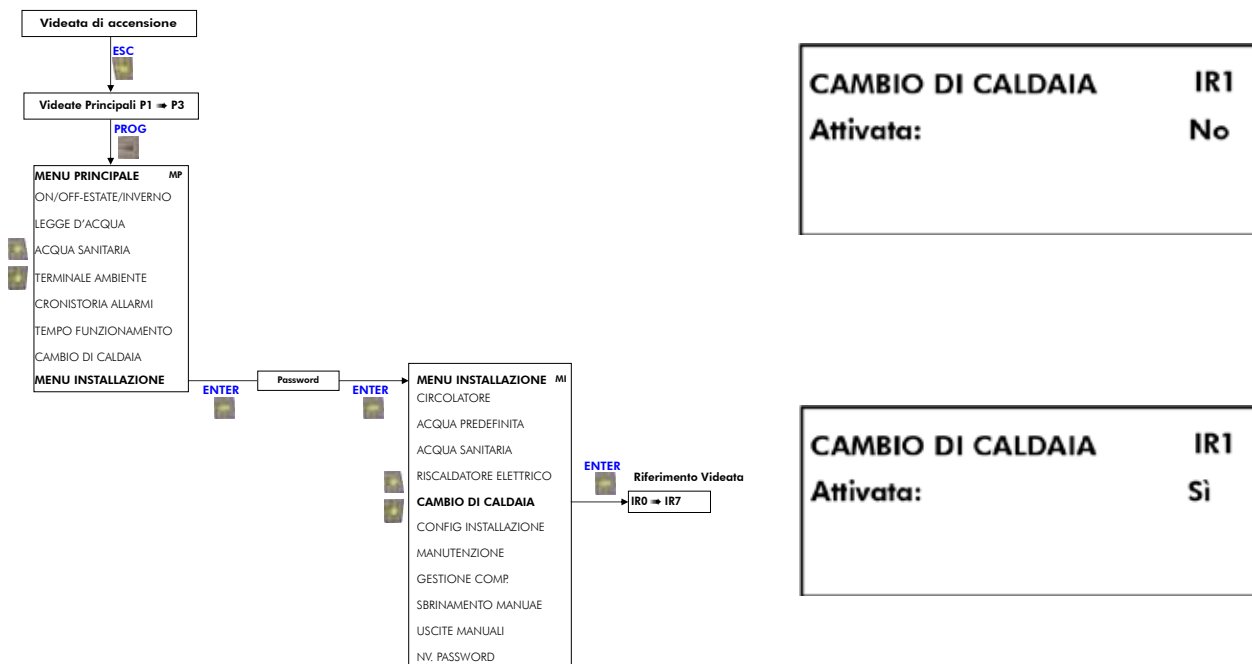 Videata di accensione
ESC
Videate Principali P1 ➟ P3
PROG
MENU PRINCIPALE MP
ON/OFF-ESTATE/INVERNO
LEGGE D'ACQUA
ACQUA SANITARIA
TERMINALE AMBIENTE
CRONISTORIA ALLARMI
TEMPO FUNZIONAMENTO
CAMBIO DI CALDAIA
MENU INSTALLAZIONE
ENTER
Password
ENTER
MENU INSTALLAZIONE MI
CIRCOLATORE
ACQUA PREDEFINITA
ACQUA SANITARIA
RISCALDATORE ELETTRICO
CAMBIO DI CALDAIA
CONFIG INSTALLAZIONE
MANUTENZIONE
GESTIONE COMP.
SBRINAMENTO MANUAE
USCITE MANUALI
NV. PASSWORD
ENTER
Riferimento Videata
IR0 ➟ IR7
CAMBIO DI CALDAIA IR1
Attivata: No
CAMBIO DI CALDAIA IR1
Attivata: Sì